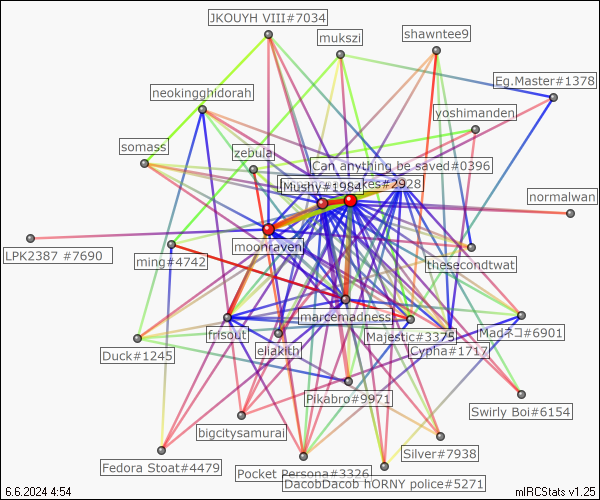 JKOUYH VIII#7034
mukszi
shawntee9
Eg.Master#1378
neokingghidorah
yoshimanden
somass
zebula
Can anything be saved#0396
Mushy#1984
kes#2928
normalwan
moonraven
LPK2387 #7690
ming#4742
thesecondtwat
marcemadness
frisout
eliakith
Majestic#3375
Madネコ#6901
Duck#1245
Cypha#1717
Pikabro#9971
Swirly Boi#6154
bigcitysamurai
Silver#7938
Fedora Stoat#4479
Pocket Persona#3326
DacobDacob hORNY police#5271
6.6.2024 4:54
mIRCStats v1.25